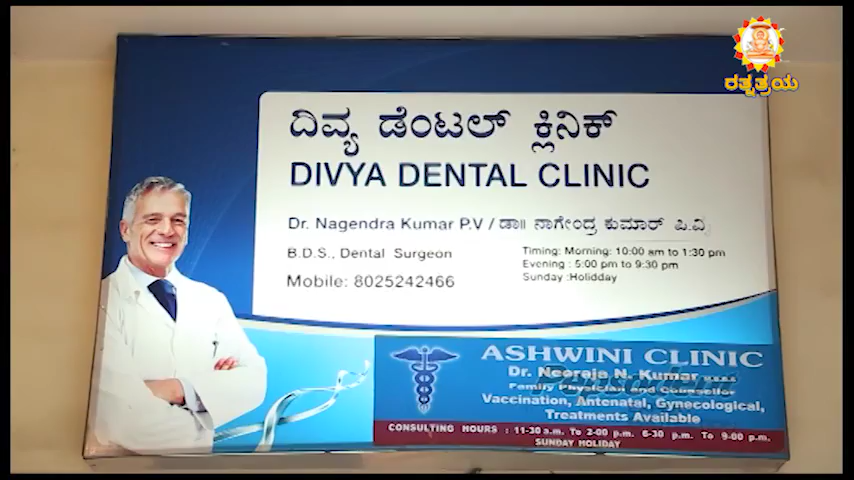 ರತ್ನತ್ರಯ
ದಿವ್ಯ ಡೆಂಟಲ್ ಕ್ಲಿನಿಕ್
DIVYA DENTAL CLINIC
Dr. Nagendra Kumar P.V / ಡಾ॥ ನಾಗೇಂದ್ರ ಕುಮಾರ್ ಪಿ.ವಿ
B.D.S., Dental Surgeon
Mobile: 8025242466
Timing: Morning: 10:00 am to 1:30 pm
Evening : 5:00 pm to 9:30 pm
Sunday :Holidday
ASHWINI CLINIC
Dr. Neeraja N. Kumar
Family Physician and Counsellor
Vaccination, Antenatal, Gynecological,
Treatments Available
CONSULTING HOURS : 11-30 a.m. To 2-00 p.m. 6-30 p.m. To 9-00 p.m.
SUNDAY HOLIDAY